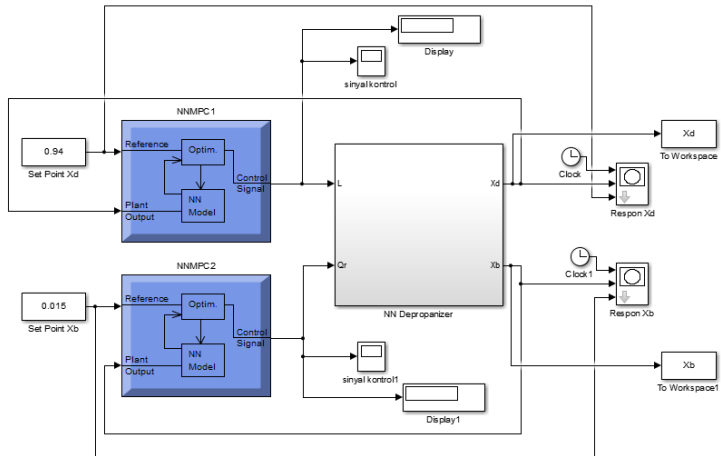 Display
sinyal kontrol
NNMPC1
Reference
Optim.
Control
Signal
NN
Model
Plant
Output
0.94
Set Point Xd
L
Xd
Qr
Xb
NN Depropanizer
Clock
Respon Xd
Xd
To Workspace
NNMPC2
Reference
Optim.
Control
Signal
NN
Model
Plant
Output
0.015
Set Point Xb
Clock1
Respon Xb
sinyal kontrol1
Display1
Xb
To Workspace1